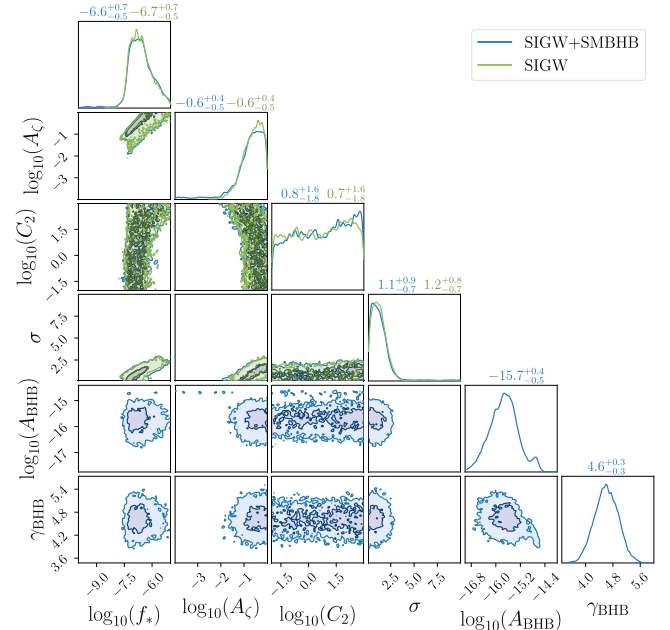 −6.6^{+0.7}_{−0.5} −6.7^{+0.7}_{−0.5}
SIGW+SMBHB
SIGW
−0.6^{+0.4}_{−0.5} −0.6^{+0.4}_{−0.5}
log₁₀(A_ζ)
−1
−2
−3
0.8^{+1.6}_{−1.8} 0.7^{+1.6}_{−1.8}
log₁₀(C₂)
1.5
0.0
−1.5
1.1^{+0.9}_{−0.7} 1.2^{+0.8}_{−0.7}
σ
7.5
5.0
2.5
−15.7^{+0.4}_{−0.5}
log₁₀(A_BHB)
−15
−16
−17
4.6^{+0.3}_{−0.3}
γ_BHB
5.4
4.8
4.2
3.6
−9.0 −7.5 −6.0 −3 −2 −1 −1.5 0.0 1.5 2.5 5.0 7.5 −16.8 −16.0 −15.2 −14.4 4.0 4.8 5.6
log₁₀(f_*) log₁₀(A_ζ) log₁₀(C₂) σ log₁₀(A_BHB) γ_BHB